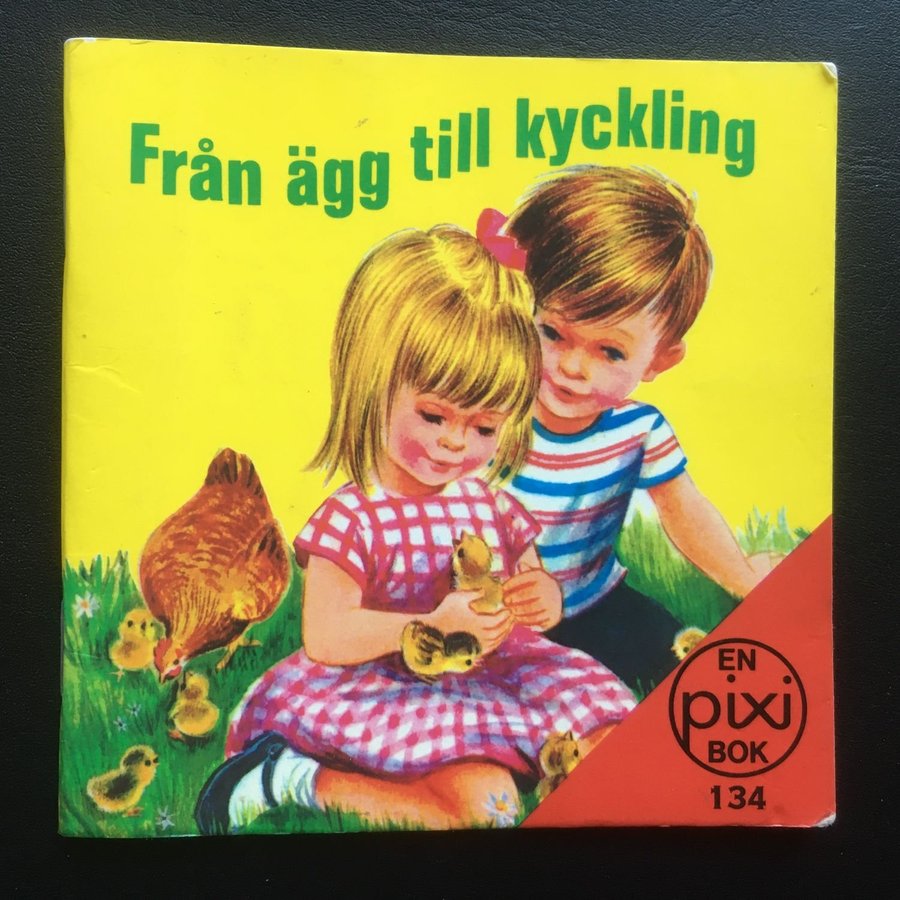 Från ägg till kyckling
EN
pixi
BOK
134